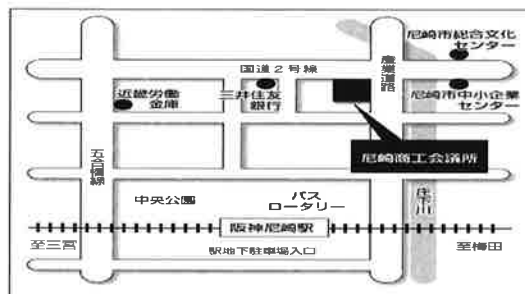 尼崎市総合文化
センター
国道2号線
産業道路
近畿労働
金庫
三井住友
銀行
尼崎市中小企業
センター
尼崎商工会議所
五合橋線
中央公園
バス
ロータリー
庄下川
阪神尼崎駅
至三宮
駅地下駐車場入口
至梅田